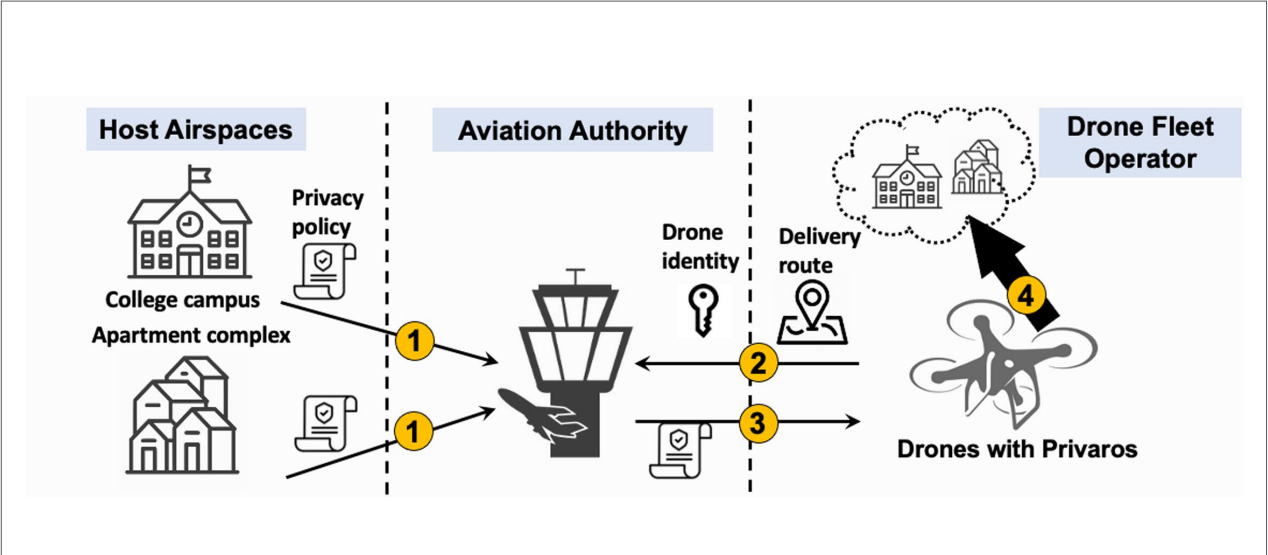 Host Airspaces
Aviation Authority
Drone Fleet
Operator
Privacy
policy
College campus
Apartment complex
Drone
identity
Delivery
route
1
1
2
3
4
Drones with Privaros